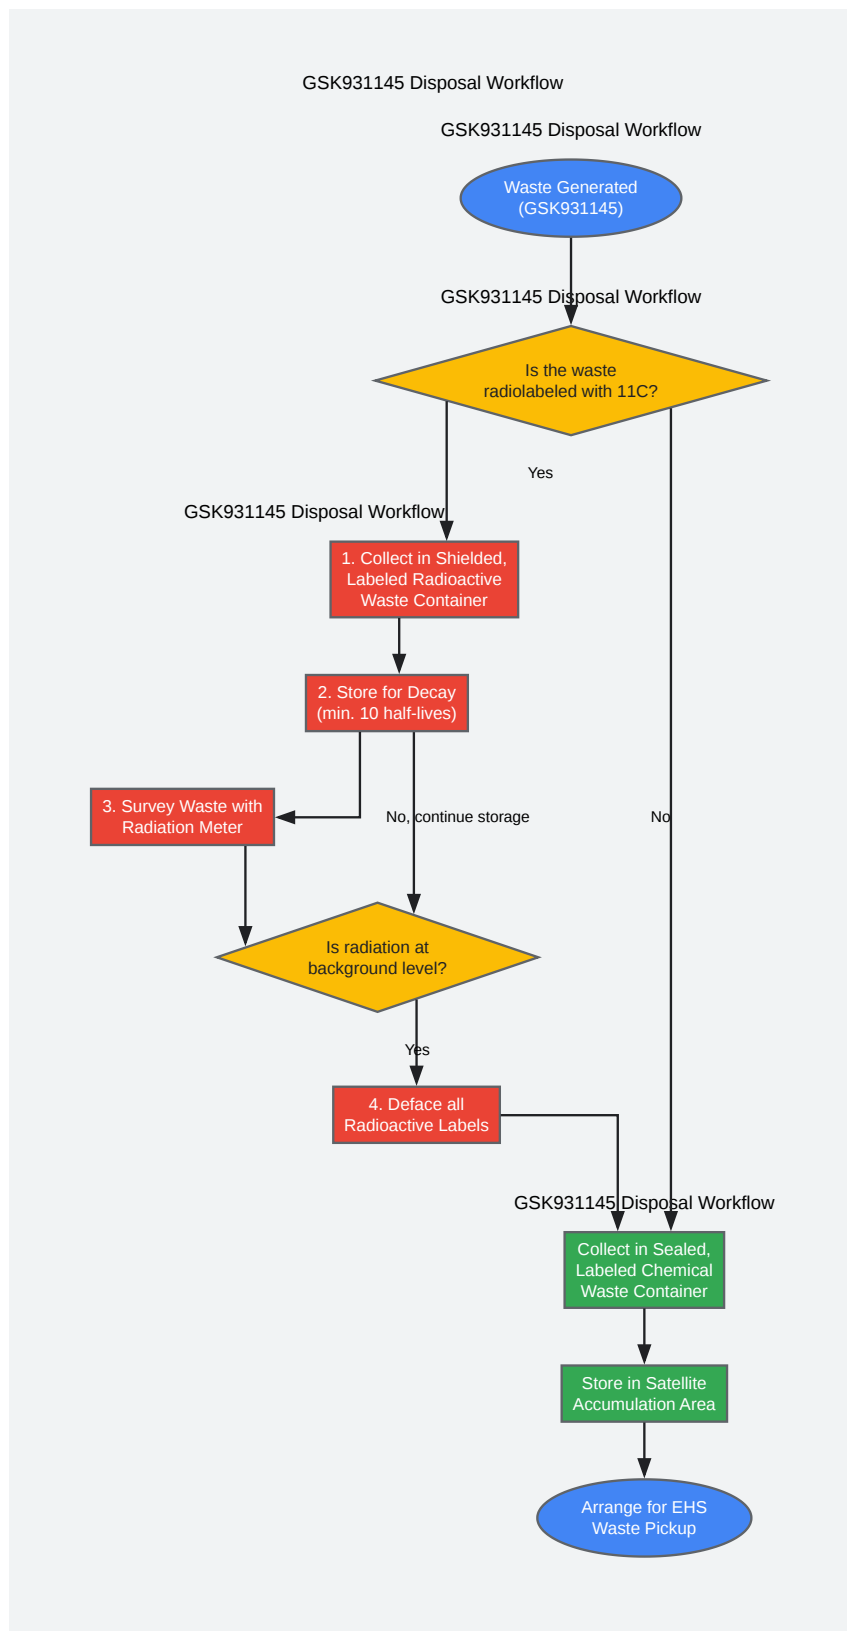 GSK931145 Disposal Workflow
GSK931145 Disposal Workflow
Waste Generated
(GSK931145)
GSK931145 Disposal Workflow
Is the waste
radiolabeled with 11C?
Yes
GSK931145 Disposal Workflow
1. Collect in Shielded,
Labeled Radioactive
Waste Container
2. Store for Decay
(min. 10 half-lives)
3. Survey Waste with
Radiation Meter
No, continue storage
No
Is radiation at
background level?
Yes
4. Deface all
Radioactive Labels
GSK931145 Disposal Workflow
Collect in Sealed,
Labeled Chemical
Waste Container
Store in Satellite
Accumulation Area
Arrange for EHS
Waste Pickup